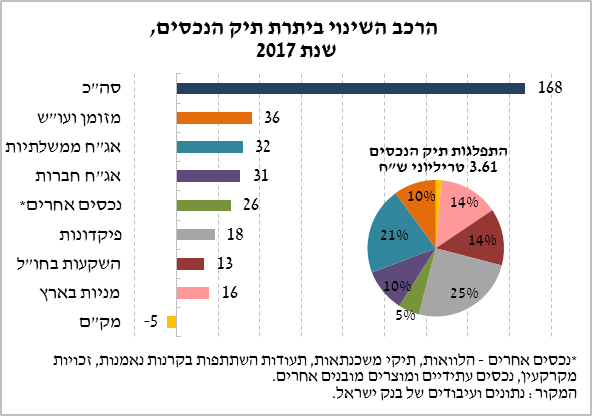 הרכב השינוי ביתרת תיק הנכסים,
שנת 2017
סה"כ
168
מזומן ועו"ש
36
אג"ח ממשלתיות
32
אג"ח חברות
31
נכסים אחרים*
26
פיקדונות
18
השקעות בחו"ל
13
מניות בארץ
16
מק"ם
-5
התפלגות תיק הנכסים
3.61 טריליוני ש"ח
10%
14%
21%
14%
10%
25%
5%
*נכסים אחרים - הלוואות, תיקי משכנתאות, תעודות השתתפות בקרנות נאמנות, זכויות
מקרקעין, נכסים עתידיים ומוצרים מובנים אחרים.
המקור: נתונים ועיבודים של בנק ישראל.